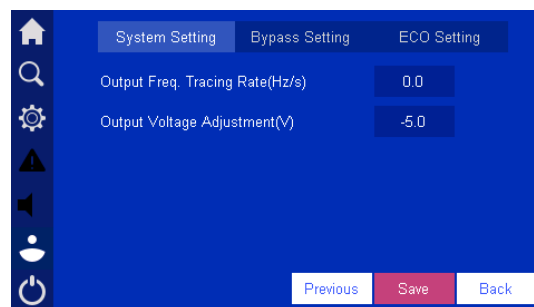 System Setting Bypass Setting ECO Setting
Output Freq. Tracing Rate(Hz/s) 0.0
Output Voltage Adjustment(V) -5.0
Previous Save Back